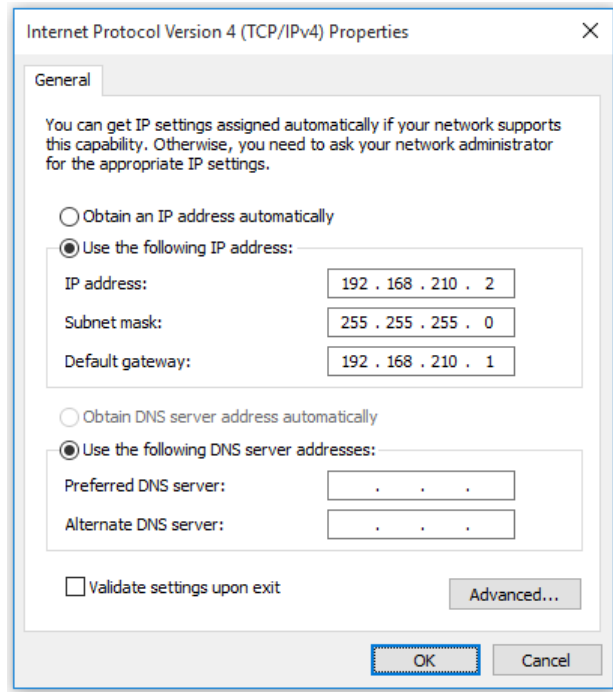 Internet Protocol Version 4 (TCP/IPv4) Properties
General
You can get IP settings assigned automatically if your network supports
this capability. Otherwise, you need to ask your network administrator
for the appropriate IP settings.
Obtain an IP address automatically
Use the following IP address:
IP address: 192 . 168 . 210 . 2
Subnet mask: 255 . 255 . 255 . 0
Default gateway: 192 . 168 . 210 . 1
Obtain DNS server address automatically
Use the following DNS server addresses:
Preferred DNS server: . . .
Alternate DNS server: . . .
Validate settings upon exit
Advanced...
OK Cancel